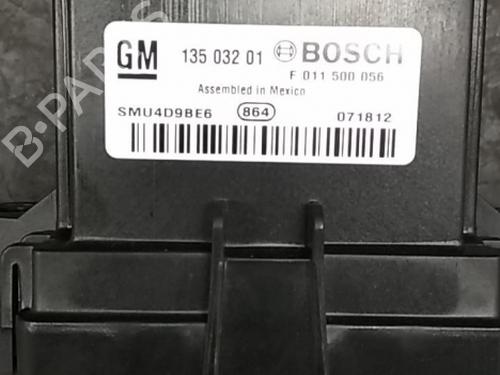 GM 135 032 01 BOSCH
F 011 500 056
Assembled in Mexico
SMU4D9BE6 864 071812
B-PARTS